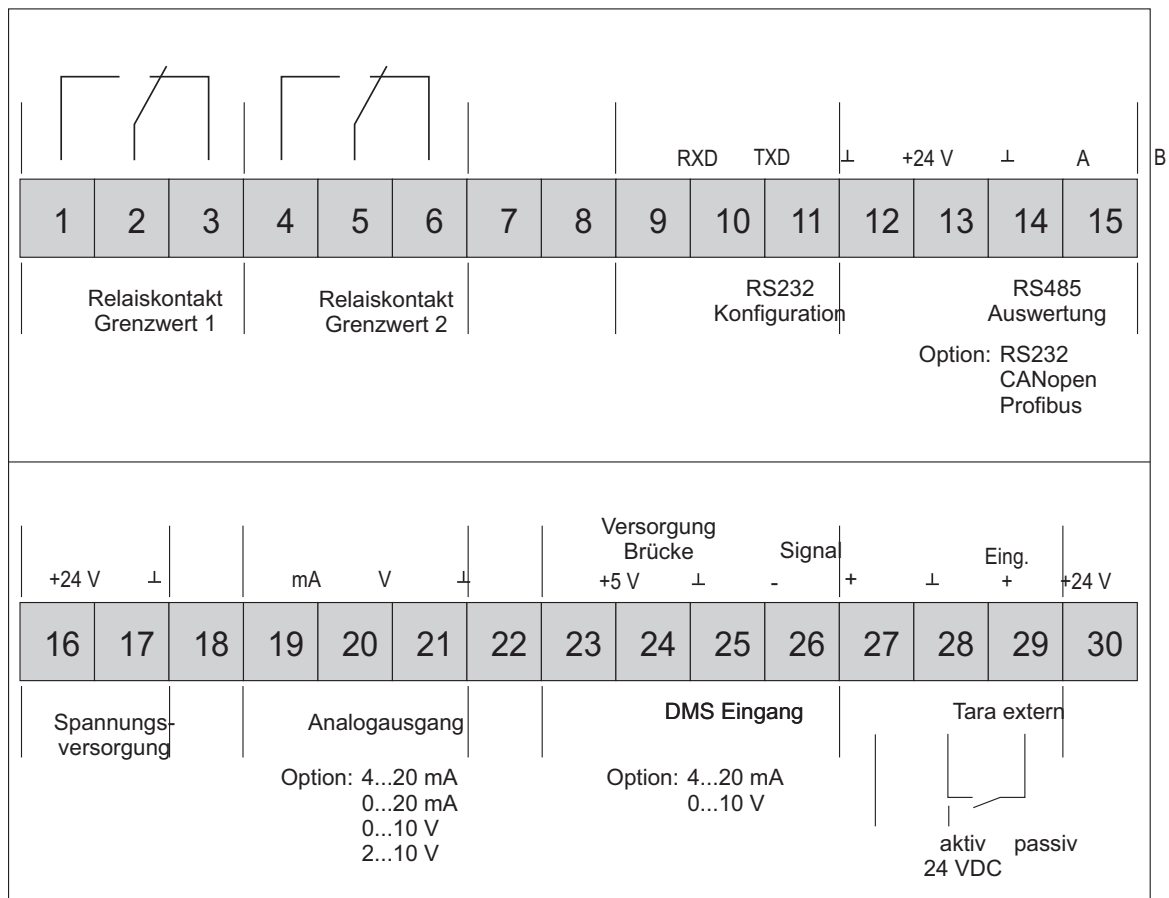 RXD TXD ⊥ +24 V ⊥ A B
1 2 3 4 5 6 7 8 9 10 11 12 13 14 15
Relaiskontakt
Grenzwert 1
Relaiskontakt
Grenzwert 2
RS232
Konfiguration
RS485
Auswertung
Option: RS232
CANopen
Profibus
Versorgung
Brücke
Signal
Eing.
+24 V ⊥ mA V ⊥ +5 V ⊥ - + ⊥ + +24 V
16 17 18 19 20 21 22 23 24 25 26 27 28 29 30
Spannungs-
versorgung
Analogausgang
Option: 4...20 mA
0...20 mA
0...10 V
2...10 V
DMS Eingang
Option: 4...20 mA
0...10 V
Tara extern
aktiv passiv
24 VDC